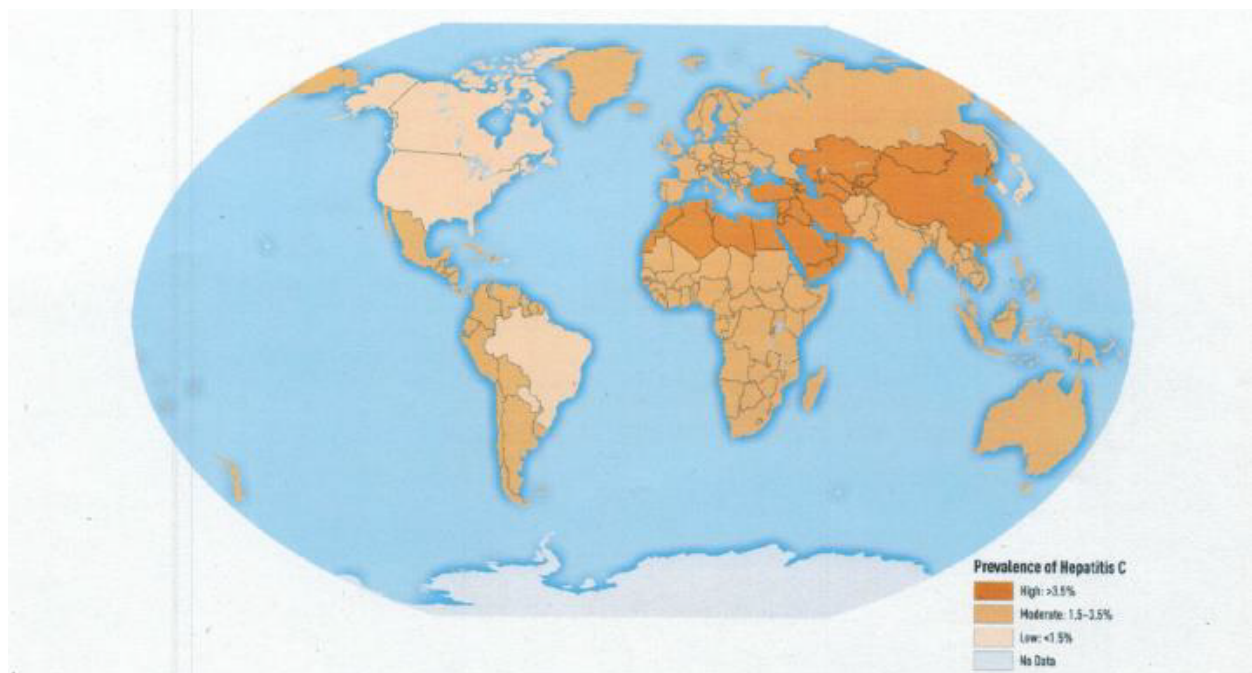 Prevalence of Hepatitis C
High: >3.5%
Moderate: 1.5–3.5%
Low: <1.5%
No Data